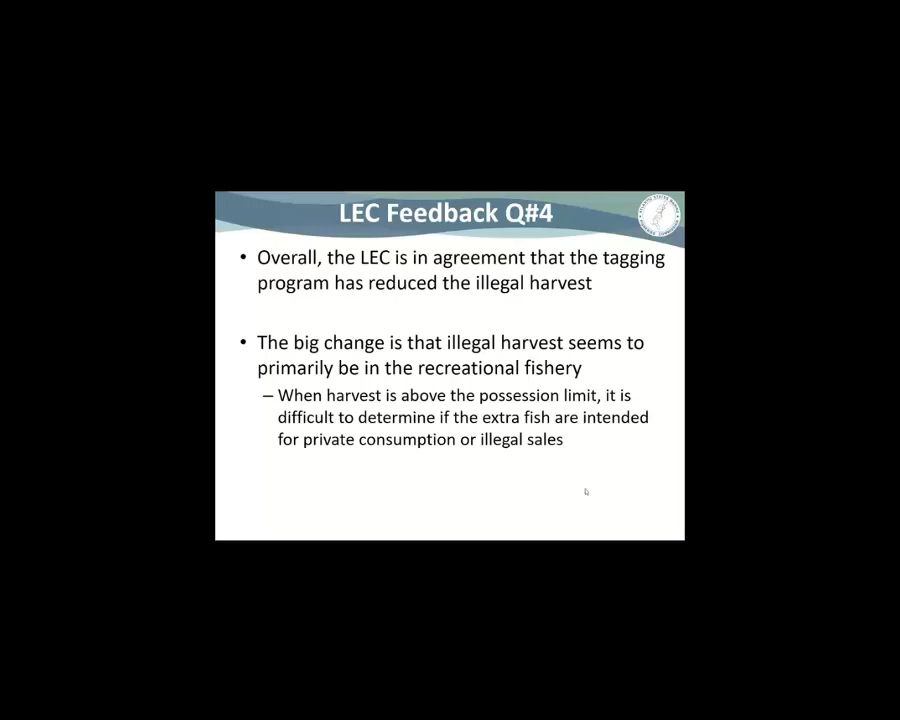 LEC Feedback Q#4
• Overall, the LEC is in agreement that the tagging
program has reduced the illegal harvest
• The big change is that illegal harvest seems to
primarily be in the recreational fishery
– When harvest is above the possession limit, it is
difficult to determine if the extra fish are intended
for private consumption or illegal sales